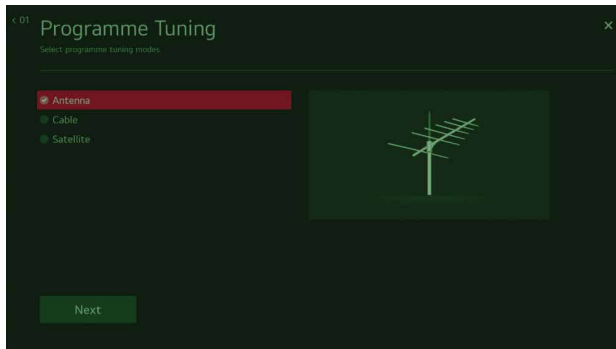 < 01
Programme Tuning
Select programme tuning modes.
Antenna
Cable
Satellite
Next